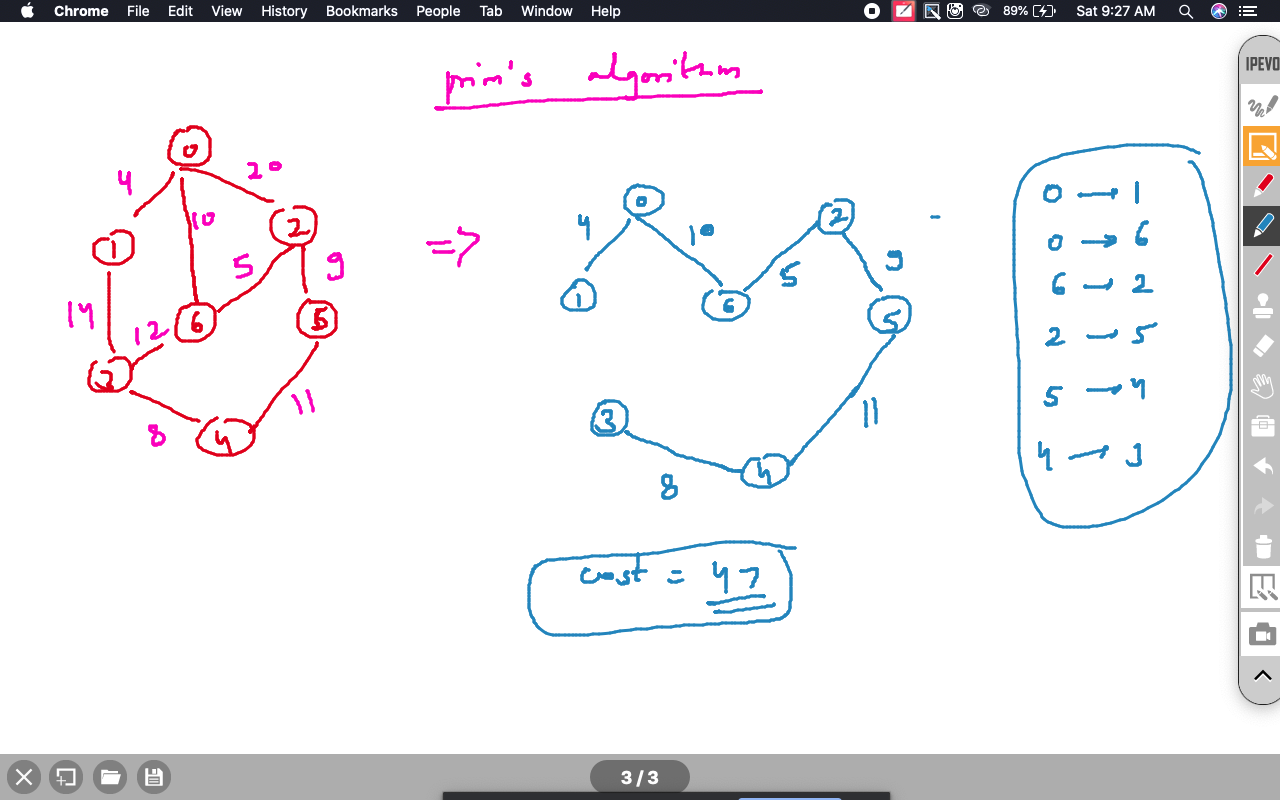 Chrome File Edit View History Bookmarks People Tab Window Help 89% Sat 9:27 AM
IPEVO
prim's algorithm
0
4
20
10
1
2
5
9
14
12
6
5
3
8
4
11
=>
0
4
10
2
1
6
5
9
5
3
8
4
11
cost = 47
0 → 1
0 → 6
6 → 2
2 → 5
5 → 4
4 → 3
3 / 3